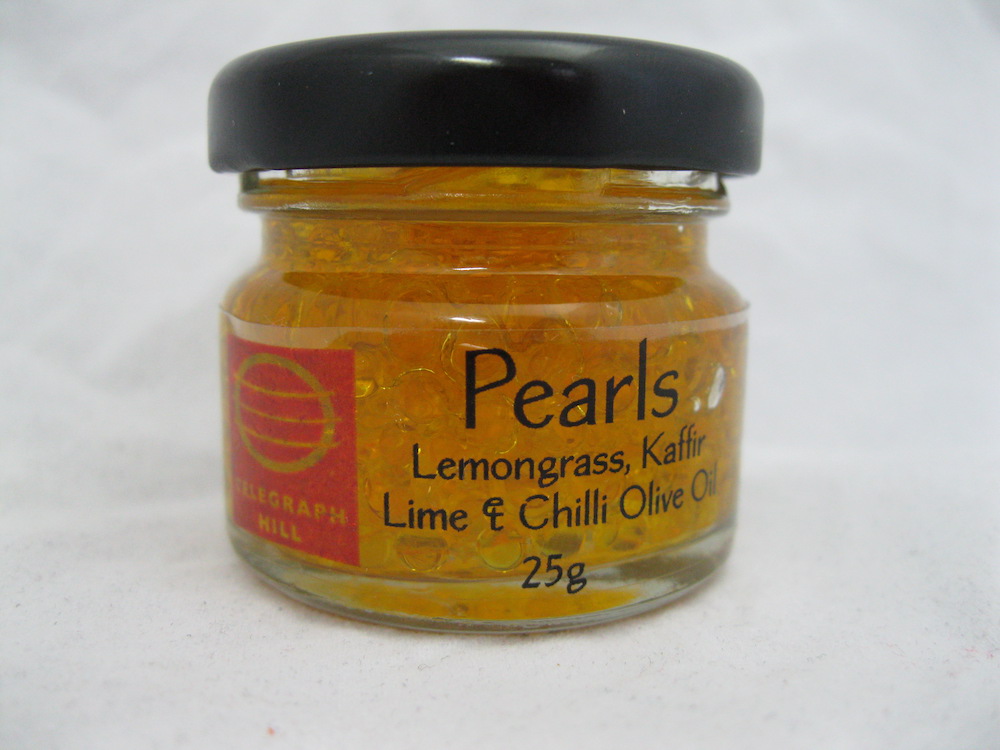 Pearls
Lemongrass, Kaffir
Lime & Chilli Olive Oil
25g
TELEGRAPH
HILL